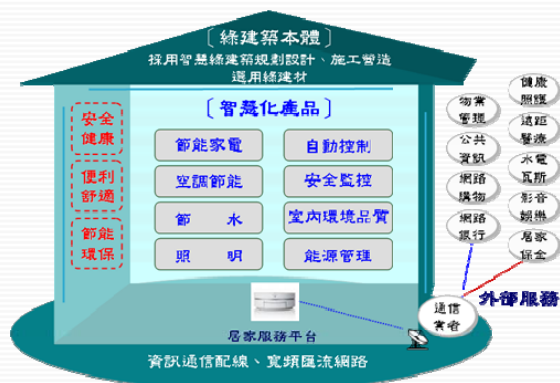 〔綠建築本體〕
採用智慧綠建築規劃設計、施工營造
選用綠建材
〔智慧化產品〕
安全
健康
便利
舒適
節能
環保
節能家電
自動控制
空調節能
安全監控
節 水
室內環境品質
照 明
能源管理
居家服務平台
資訊通信配線、寬頻匯流網路
物業
管理
公共
資訊
網路
購物
網路
銀行
健康
照護
遠距
醫療
水電
瓦斯
影音
娛樂
居家
保全
通信
業者
外部服務